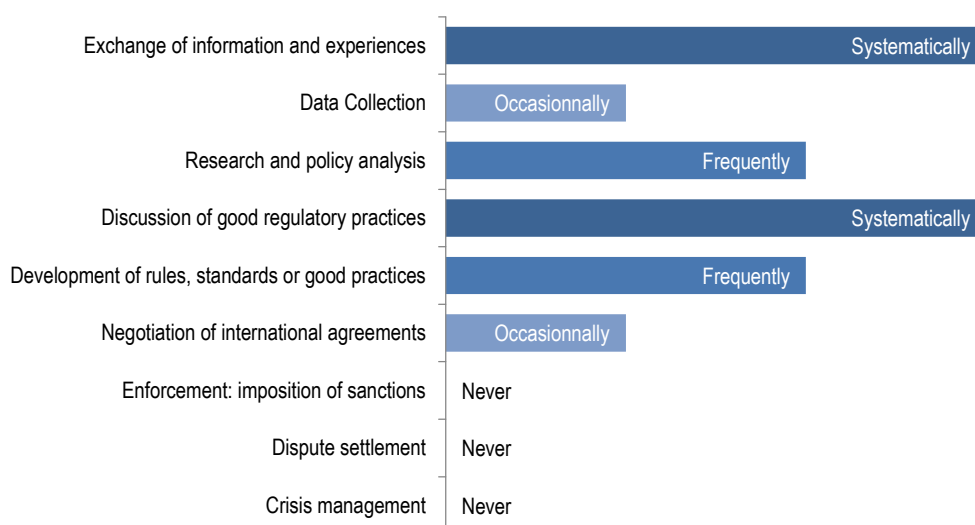 Exchange of information and experiences Systematically
Data Collection Occasionnally
Research and policy analysis Frequently
Discussion of good regulatory practices Systematically
Development of rules, standards or good practices Frequently
Negotiation of international agreements Occasionnally
Enforcement: imposition of sanctions Never
Dispute settlement Never
Crisis management Never